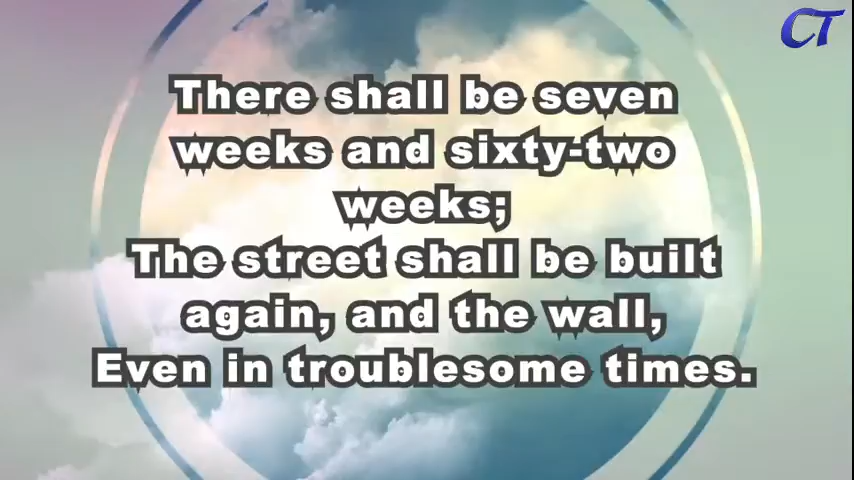 CT
There shall be seven
weeks and sixty-two
weeks;
The street shall be built
again, and the wall,
Even in troublesome times.